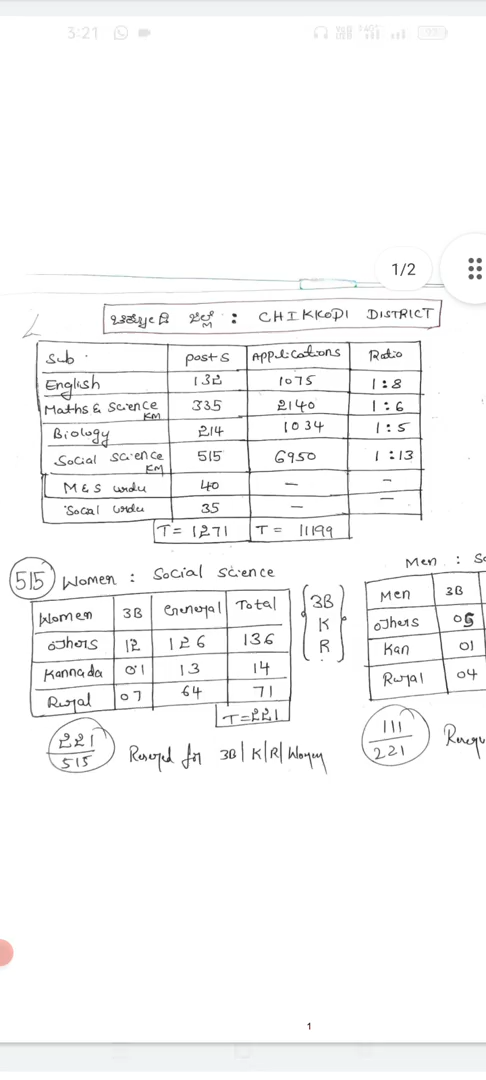 3:21
1/2
ಚಿಕ್ಕೋಡಿ ಜಿಲ್ಲೆ : CHIKKODI DISTRICT
Sub posts Applications Ratio
English 132 1075 1:8
Maths & Science KM 335 2140 1:6
Biology 214 1034 1:5
Social Science KM 515 6950 1:13
M & S urdu 40 - -
Social urdu 35 - -
T= 1271 T= 11199
515 Women : Social Science
Women 3B General Total
others 12 126 136
Kannada 01 13 14
Rural 07 64 71
T=221
3B
K
R
221/515 Reserved for 3B/K/R/Women
Men :
Men 3B
others 05
Kan 01
Rural 04
111/221
1